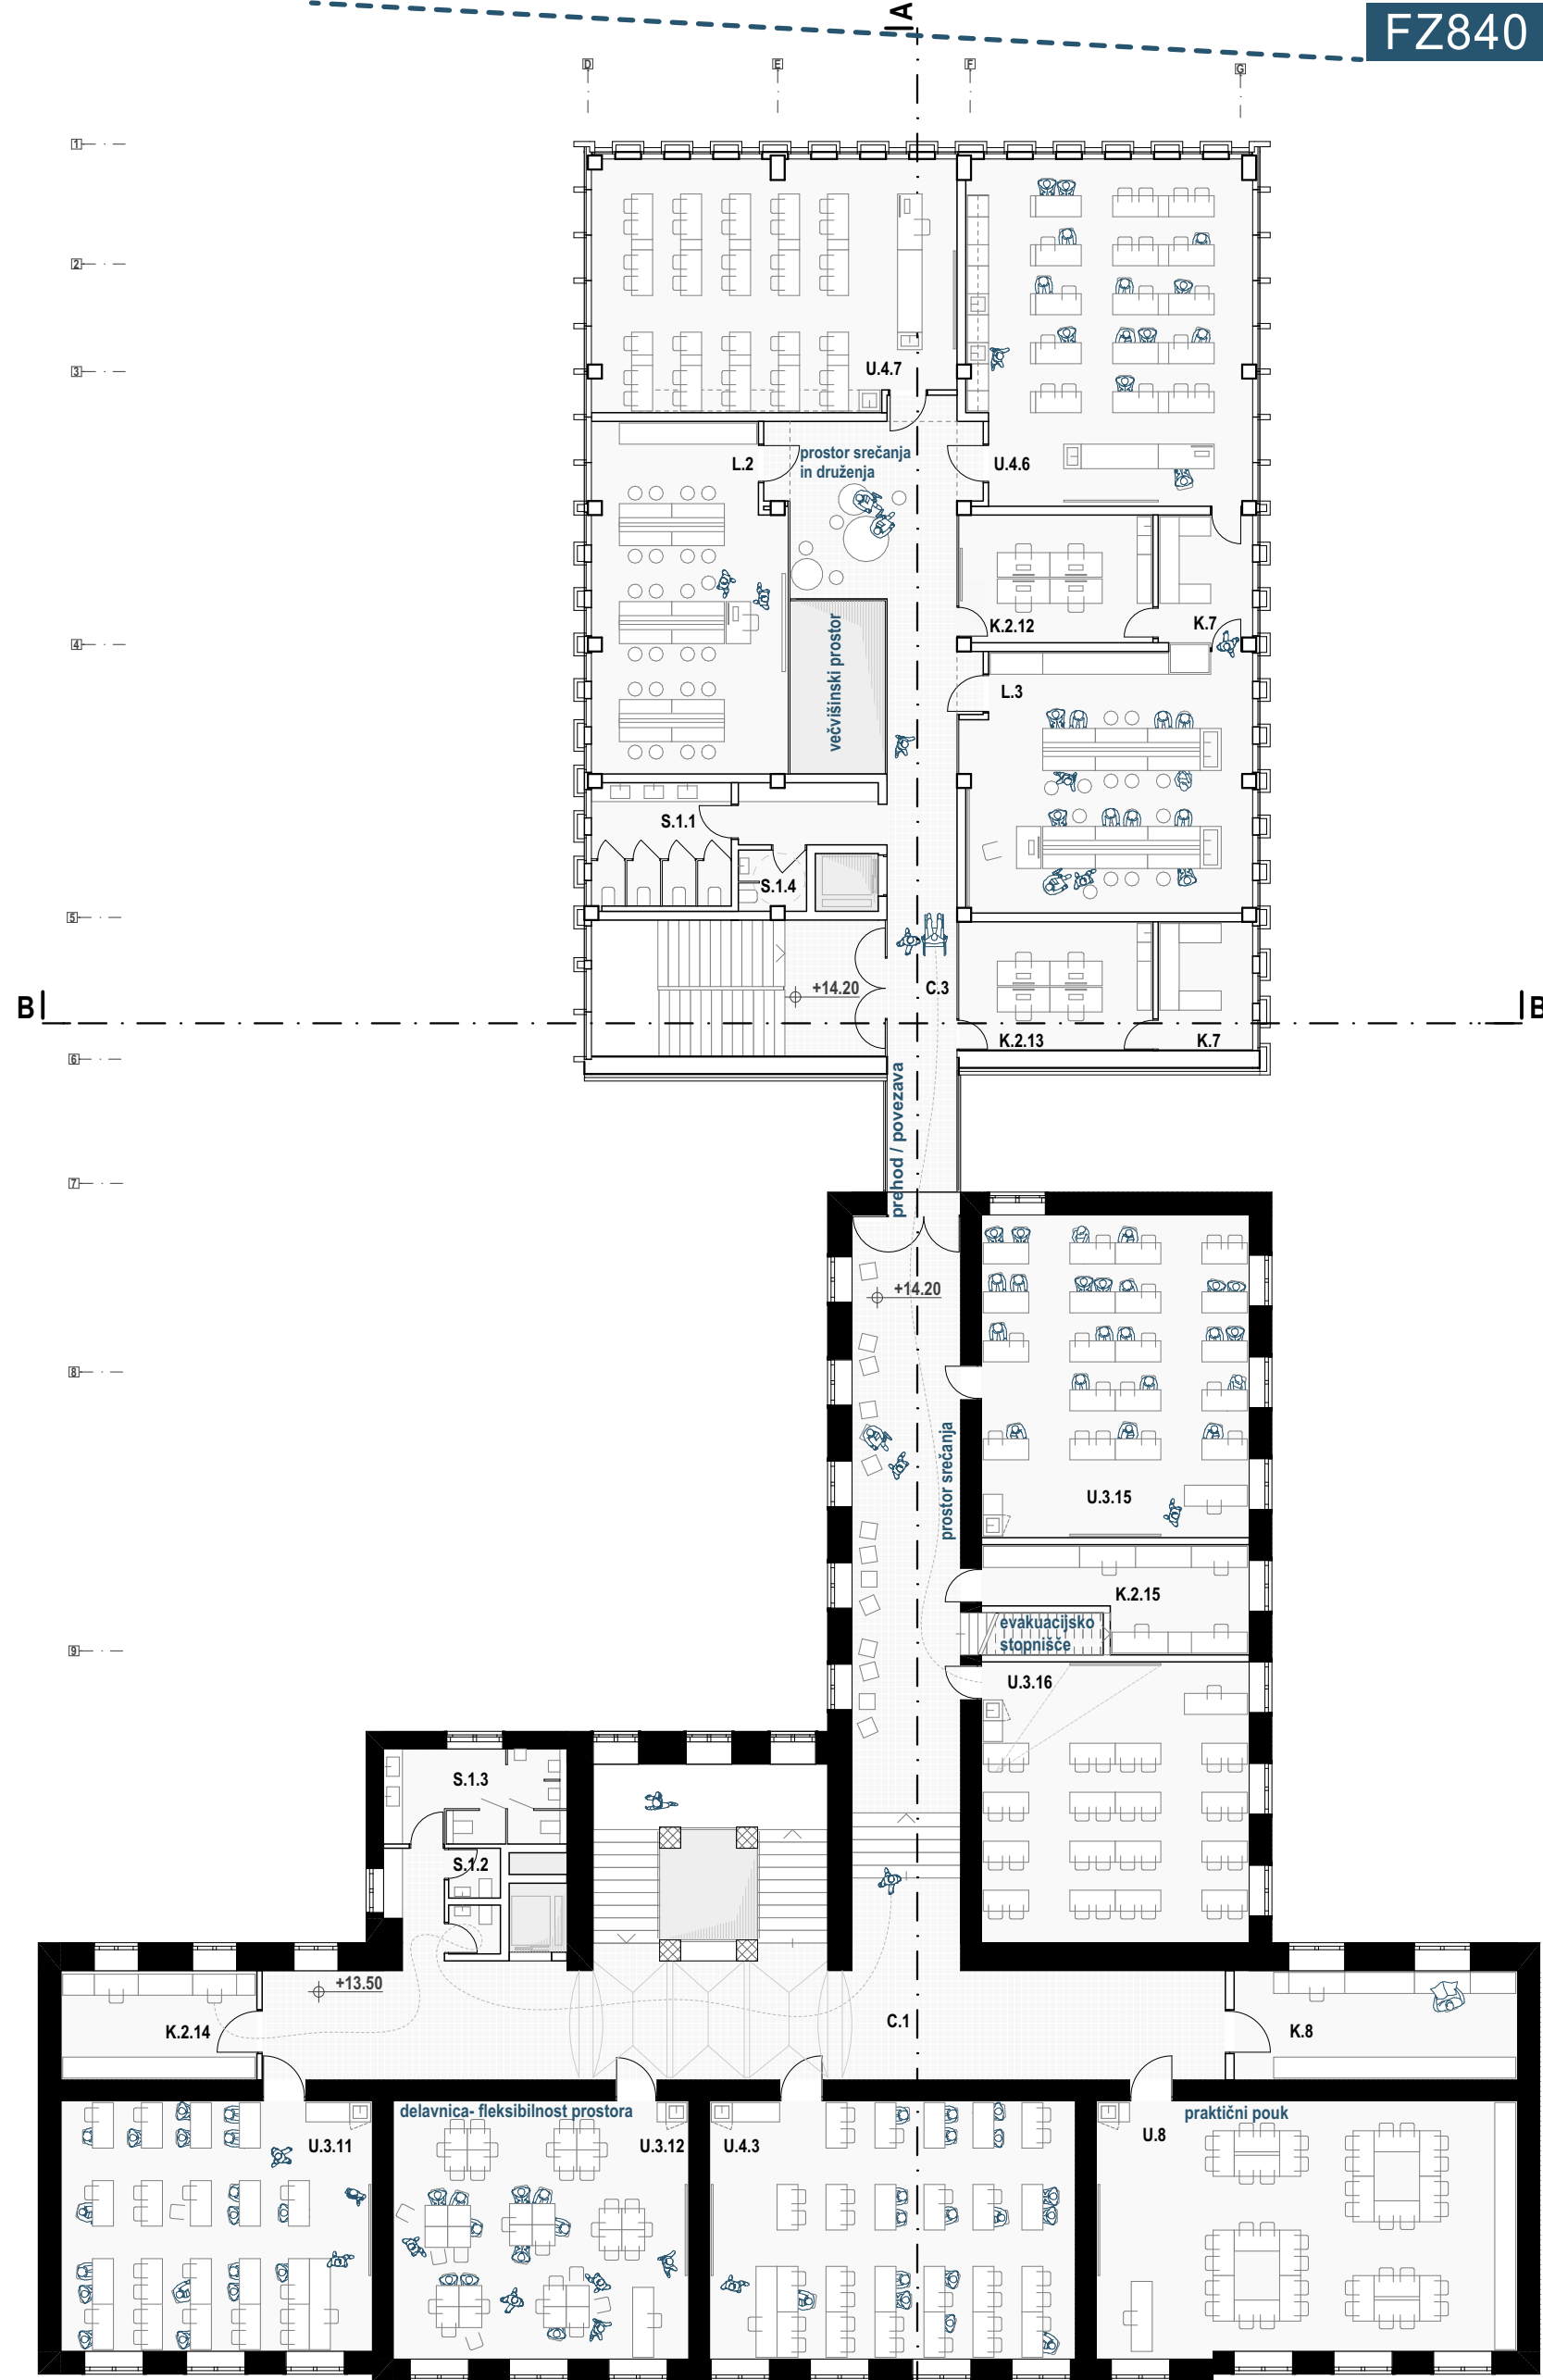 A
FZ840
D
E
F
G
1
2
3
U.4.7
L.2
prostor srečanja
in druženja
U.4.6
večvišinski prostor
K.2.12
K.7
4
L.3
S.1.1
S.1.4
5
+14.20
C.3
B
B
K.2.13
K.7
6
prehod / povezava
7
+14.20
8
prostor srečanja
U.3.15
K.2.15
evakuacijsko
stopnišče
9
U.3.16
S.1.3
S.1.2
+13.50
K.2.14
C.1
K.8
delavnica- fleksibilnost prostora
praktični pouk
U.3.11
U.3.12
U.4.3
U.8